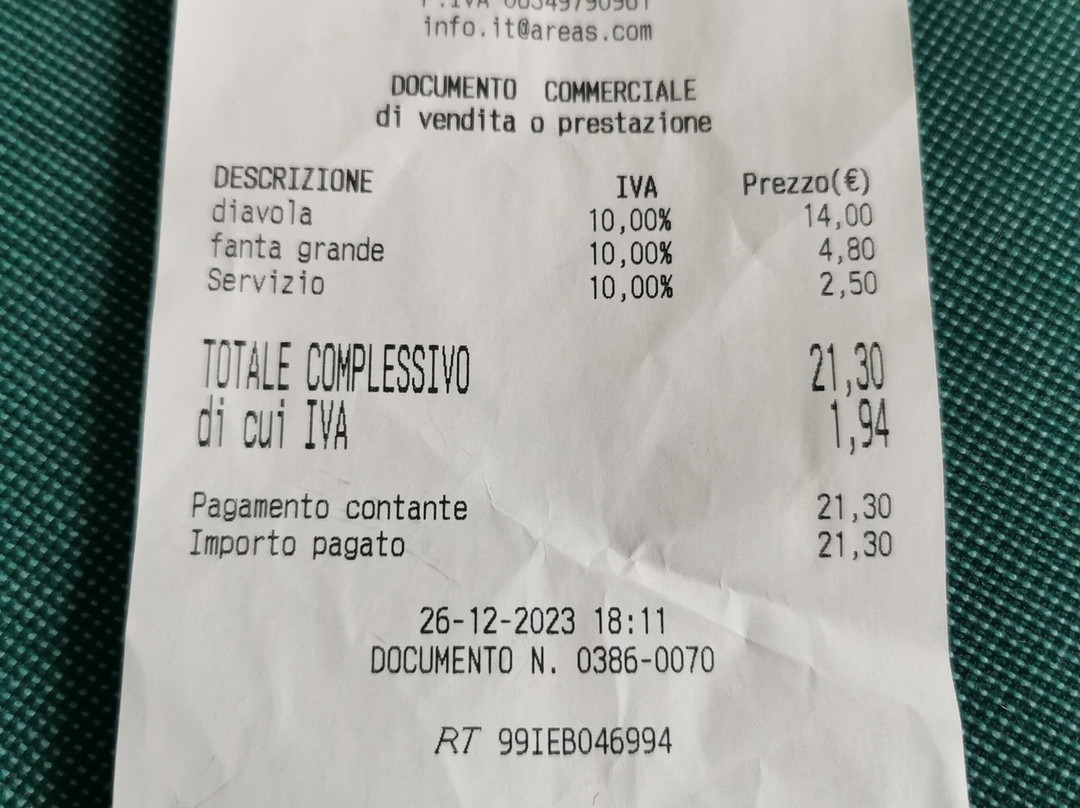 info.it@areas.com
DOCUMENTO COMMERCIALE
di vendita o prestazione
DESCRIZIONE IVA Prezzo(€)
diavola 10,00% 14,00
fanta grande 10,00% 4,80
Servizio 10,00% 2,50
TOTALE COMPLESSIVO 21,30
di cui IVA 1,94
Pagamento contante 21,30
Importo pagato 21,30
26-12-2023 18:11
DOCUMENTO N. 0386-0070
RT 99IEB046994